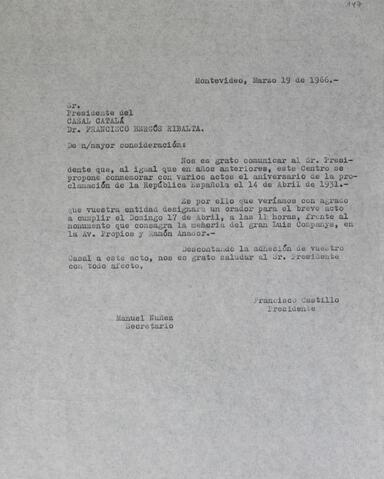 147
Montevideo, Marzo 19 de 1966.-
Sr.
Presidente del
CASAL CATALÁ
Dr. FRANCISCO BERGÓS RIBALTA.
De n/mayor consideración:
Nos es grato comunicar al Sr. Presi-
dente que, al igual que en años anteriores, este Centro se
propone conmemorar con varios actos el aniversario de la pro-
clamación de la República Española el 14 de Abril de 1931.-
Es por ello que veríamos con agrado
que vuestra entidad designara un orador para el breve acto
a cumplir el Domingo 17 de Abril, a las 11 horas, frente al
monumento que consagra la memoria del gran Luis Companys, en
la Av. Propios y Ramón Anador.-
Descontando la adhesión de vuestro
Casal a este acto, nos es grato saludar al Sr. Presidente
con todo afecto.
Francisco Castillo
Presidente
Manuel Nuñez
Secretario